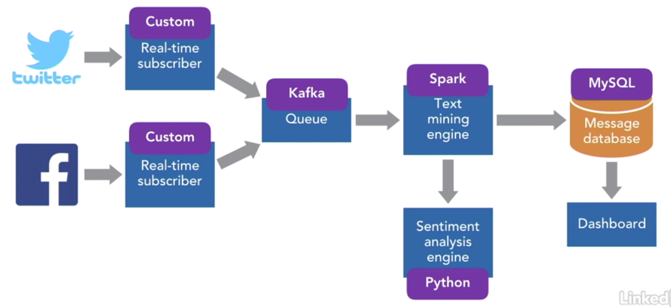 twitter
Custom
Real-time
subscriber
Custom
Real-time
subscriber
Kafka
Queue
Spark
Text
mining
engine
Sentiment
analysis
engine
Python
MySQL
Message
database
Dashboard
Linked